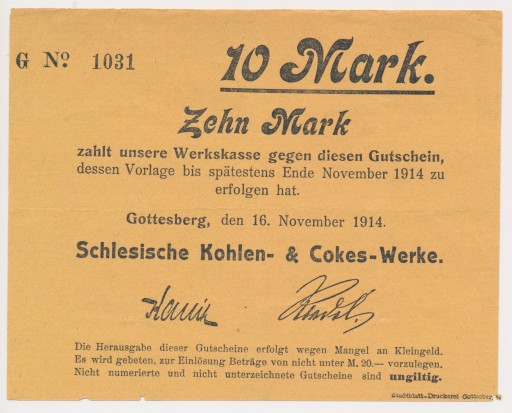 G No. 1031
10 Mark.
Zehn Mark
zahlt unsere Werkskasse gegen diesen Gutschein,
dessen Vorlage bis spätestens Ende November 1914 zu
erfolgen hat.
Gottesberg, den 16. November 1914.
Schlesische Kohlen- & Cokes-Werke.
Die Herausgabe dieser Gutscheine erfolgt wegen Mangel an Kleingeld.
Es wird gebeten, zur Einlösung Beträge von nicht unter M. 20.— vorzulegen.
Nicht numerierte und nicht unterzeichnete Gutscheine sind ungiltig.
Stadtblatt-Druckerei Gottesberg